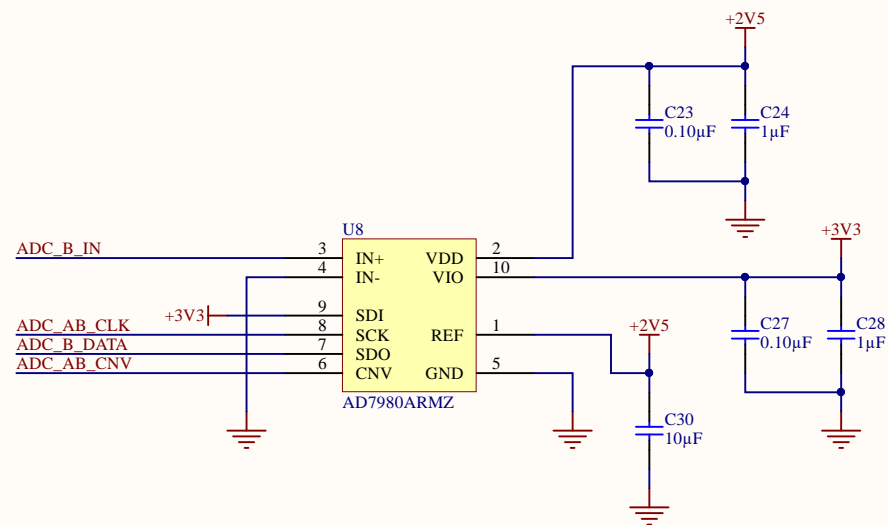 +2V5
C23
0.10µF
C24
1µF
U8
+3V3
ADC_B_IN
3
IN+
VDD
2
4
IN-
VIO
10
+3V3
9
SDI
ADC_AB_CLK
8
SCK
REF
1
+2V5
C27
0.10µF
C28
1µF
ADC_B_DATA
7
SDO
ADC_AB_CNV
6
CNV
GND
5
AD7980ARMZ
C30
10µF